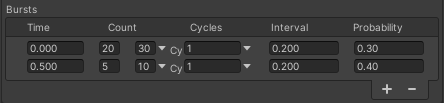 Bursts
Time Count Cycles Interval Probability
0.000 20 30 Cy 1 0.200 0.30
0.500 5 10 Cy 1 0.200 0.40
+ −